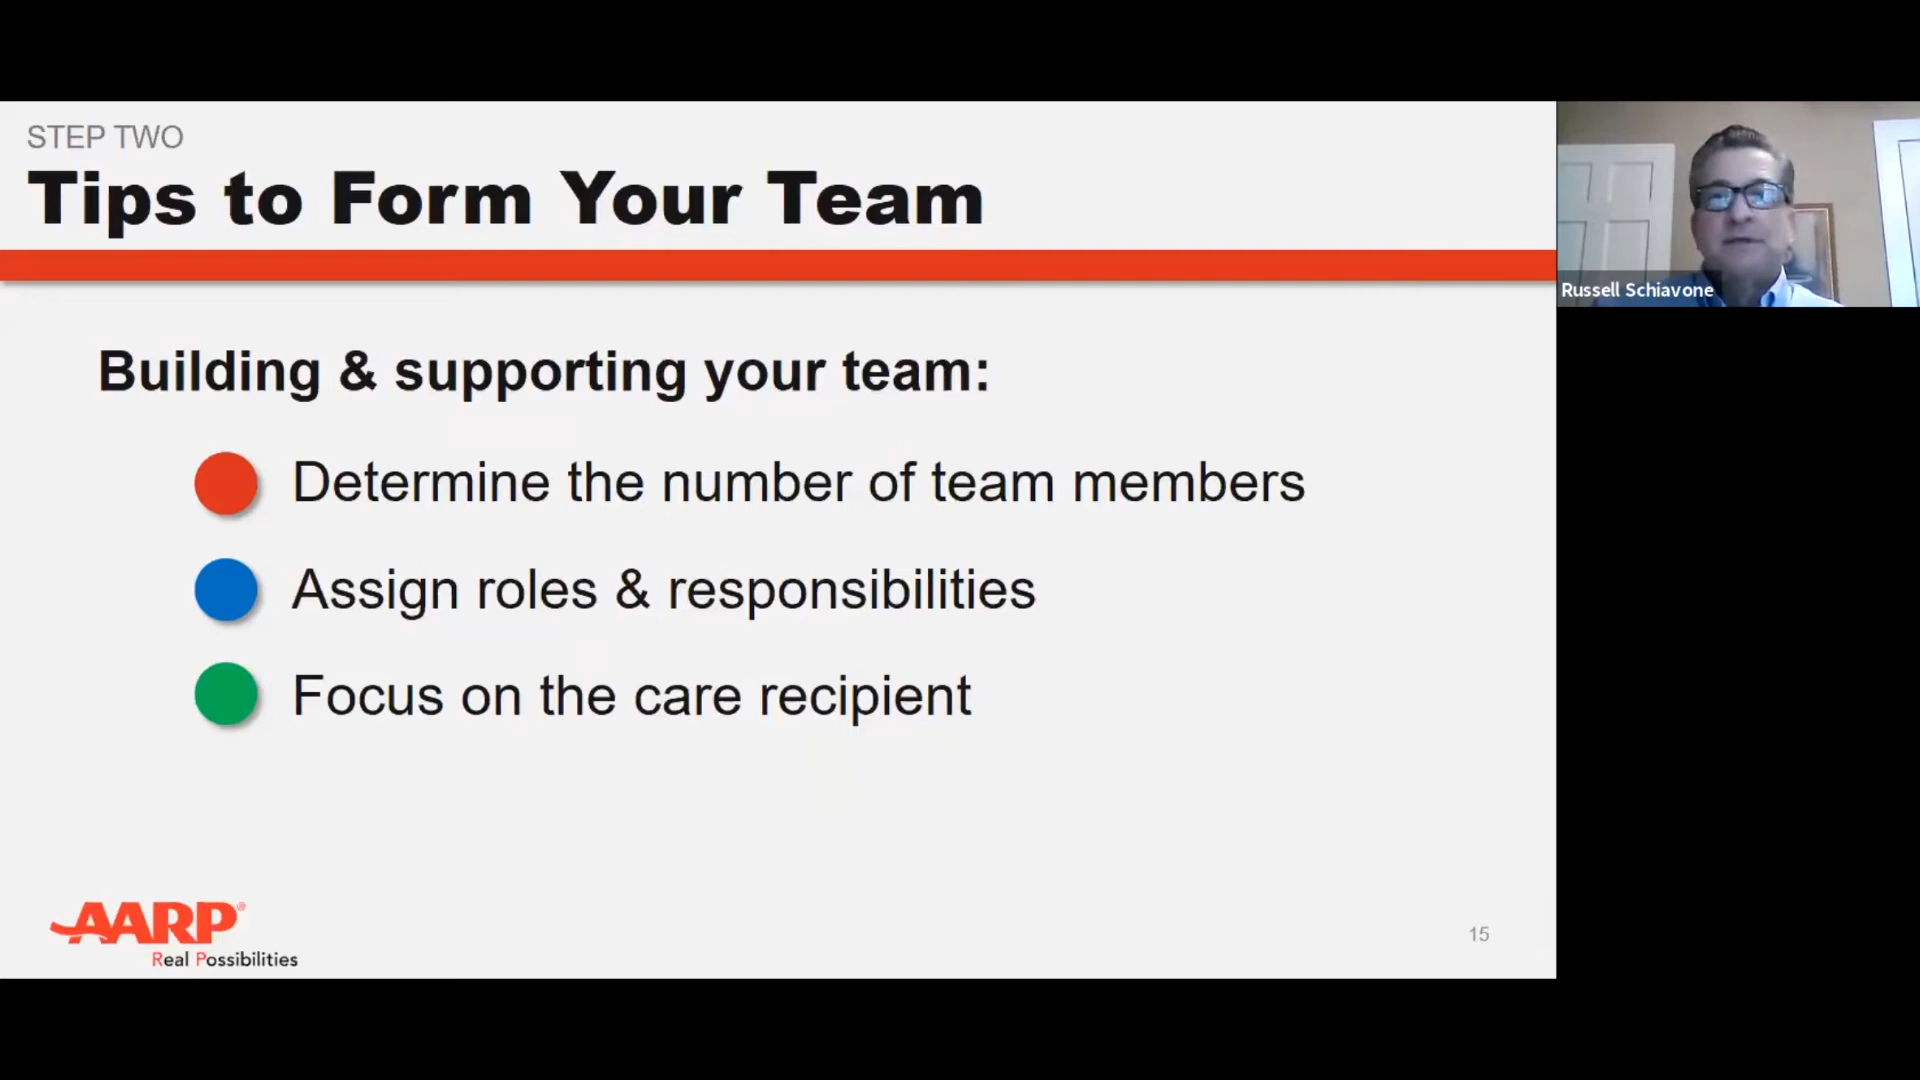 STEP TWO
Tips to Form Your Team
Building & supporting your team:
Determine the number of team members
Assign roles & responsibilities
Focus on the care recipient
AARP®
Real Possibilities
15
Russell Schiavone